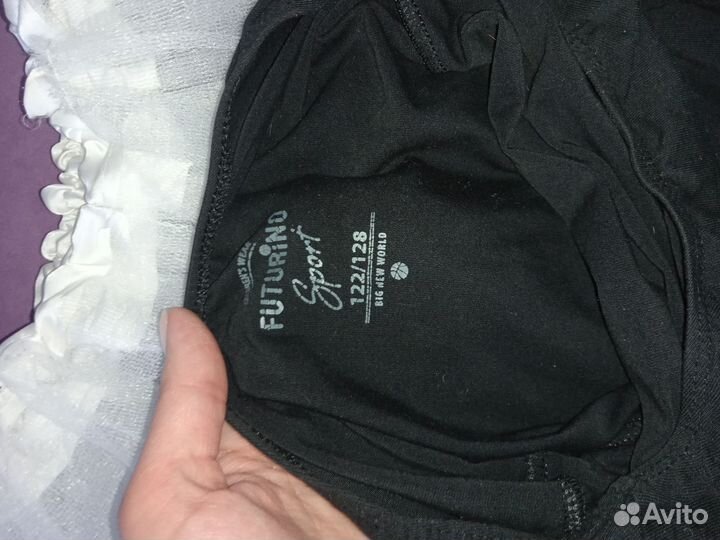 FUTURINO
Sport
122/128
BIG NEW WORLD
Avito